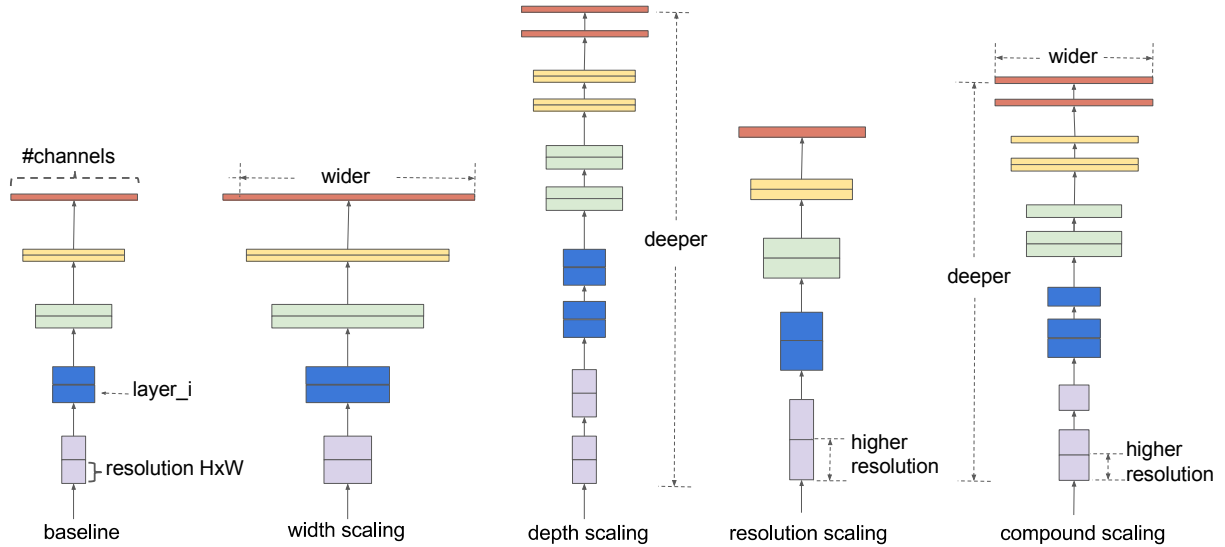 #channels
layer_i
resolution HxW
baseline
wider
width scaling
deeper
depth scaling
higher
resolution
resolution scaling
wider
deeper
higher
resolution
compound scaling